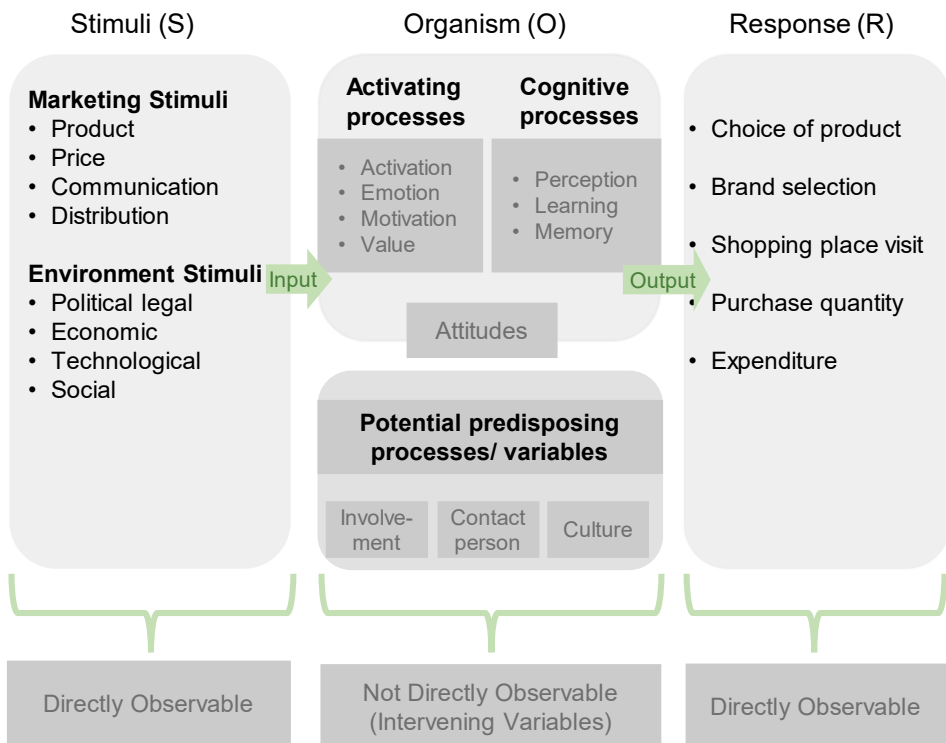 Stimuli (S)
Organism (O)
Response (R)
Marketing Stimuli
• Product
• Price
• Communication
• Distribution
Environment Stimuli
• Political legal
• Economic
• Technological
• Social
Input
Activating
processes
• Activation
• Emotion
• Motivation
• Value
Cognitive
processes
• Perception
• Learning
• Memory
Attitudes
Potential predisposing
processes/ variables
Involve-
ment
Contact
person
Culture
Output
• Choice of product
• Brand selection
• Shopping place visit
• Purchase quantity
• Expenditure
Directly Observable
Not Directly Observable
(Intervening Variables)
Directly Observable